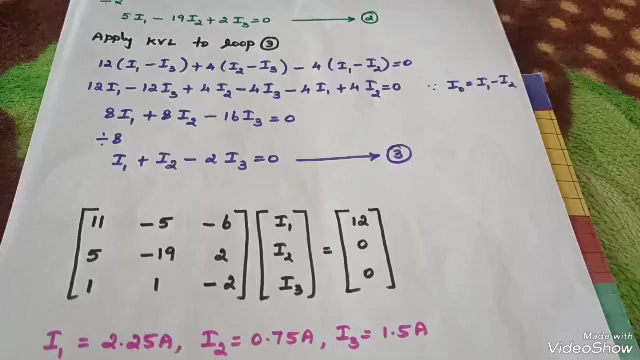 ÷2
5I₁ - 19I₂ + 2I₃ = 0 → ②
Apply KVL to loop ③
12(I₁ - I₃) + 4(I₂ - I₃) - 4(I₁ - I₂) = 0
12I₁ - 12I₃ + 4I₂ - 4I₃ - 4I₁ + 4I₂ = 0 ∵ I₀ = I₁ - I₂
8I₁ + 8I₂ - 16I₃ = 0
÷8
I₁ + I₂ - 2I₃ = 0 → ③
[11 -5 -6] [I₁] [12]
[5 -19 2] [I₂] = [0]
[1 1 -2] [I₃] [0]
I₁ = 2.25A, I₂ = 0.75A, I₃ = 1.5A
Made with
VideoShow